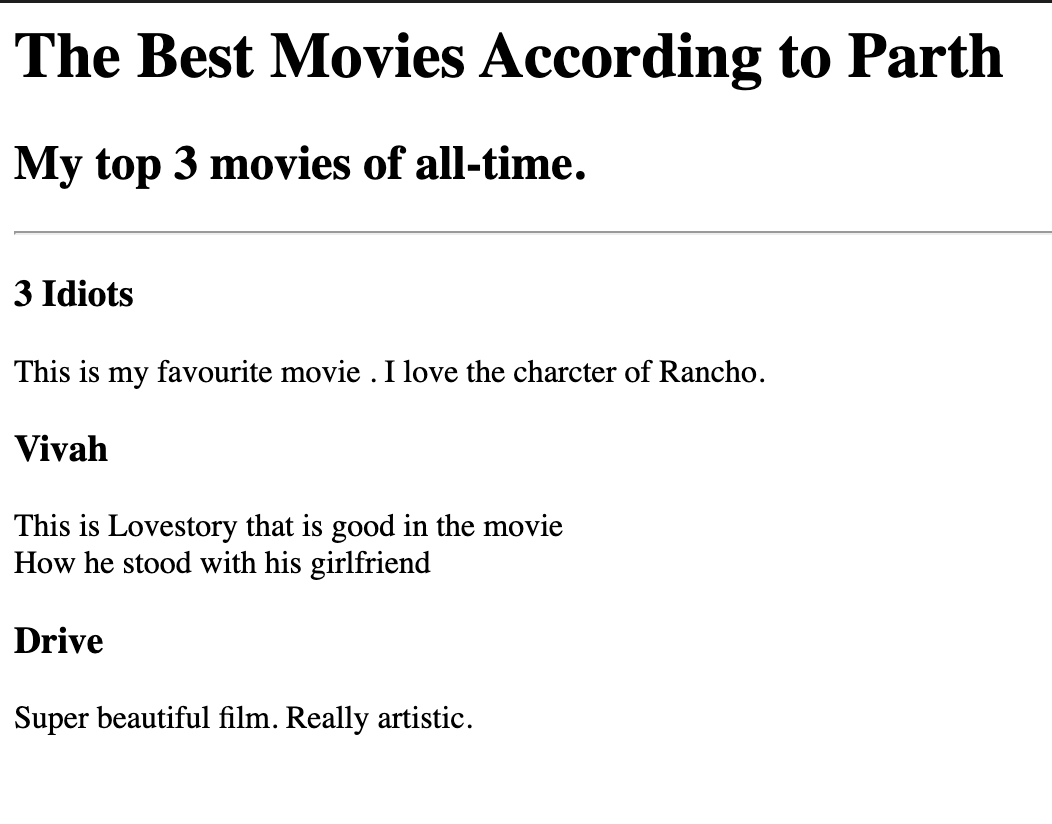 The Best Movies According to Parth
My top 3 movies of all-time.
3 Idiots
This is my favourite movie . I love the charcter of Rancho.
Vivah
This is Lovestory that is good in the movie
How he stood with his girlfriend
Drive
Super beautiful film. Really artistic.